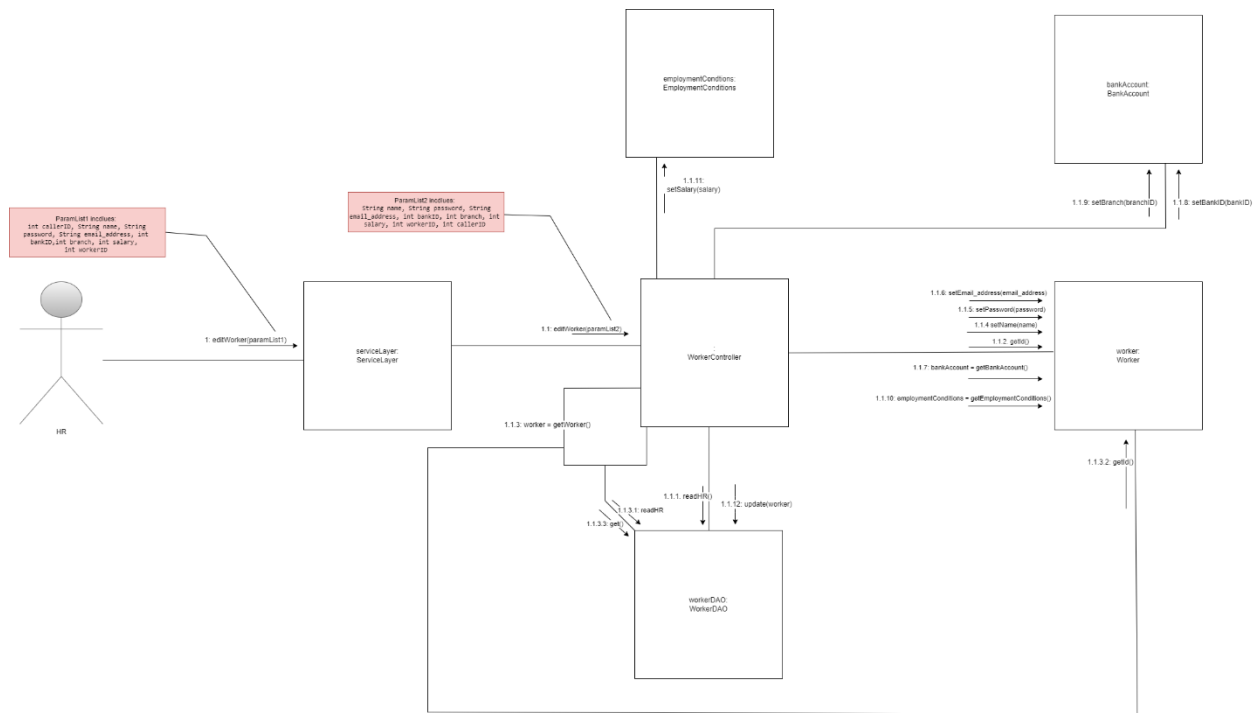 employmentCondtions:
EmploymentConditions
bankAccount:
BankAccount
1.1.11:
setSalary(salary)
1.1.9: setBranch(branchID)
1.1.8: setBankID(bankID)
ParamList1 Incdlues:
int callerID, String name, String
password, String email_address, int
bankID,int branch, int salary,
int workerID
ParamList2 Incdlues:
String name, String password, String
email_address, int bankID, int branch, int
salary, int workerID, int callerID
1: editWorker(paramList1)
serviceLayer:
ServiceLayer
1.1: editWorker(paramList2)
:
WorkerController
1.1.6: setEmail_address(email_address)
1.1.5: setPassword(password)
1.1.4 setName(name)
1.1.2: getId()
1.1.7: bankAccount = getBankAccount()
1.1.10: employmentConditions = getEmploymentConditions()
worker:
Worker
HR
1.1.3: worker = getWorker()
1.1.3.2: getId()
1.1.1: readHR()
1.1.12: update(worker)
1.1.3.1: readHR
1.1.3.3: get()
workerDAO:
WorkerDAO